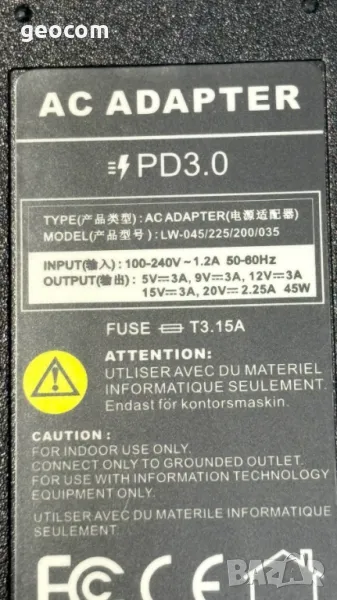 geocom
AC ADAPTER
PD3.0
TYPE(产品类型) : AC ADAPTER(电源适配器)
MODEL(产品型号) : LW-045/225/200/035
INPUT(输入) : 100-240V ~ 1.2A 50-60Hz
OUTPUT(输出) : 5V⎓3A, 9V⎓3A, 12V⎓3A
15V⎓3A, 20V⎓2.25A 45W
FUSE T3.15A
ATTENTION:
UTLISER AVEC DU MATERIEL
INFORMATIQUE SEULEMENT.
Endast för kontorsmaskin.
CAUTION :
FOR INDOOR USE ONLY.
CONNECT ONLY TO GROUNDED OUTLET.
FOR USE WITH INFORMATION TECHNOLOGY
EQUIPMENT ONLY.
UTILSER AVEC DU MATERILE INFORMATIQUE
SEULEMENT.
FC CE
BAZAR